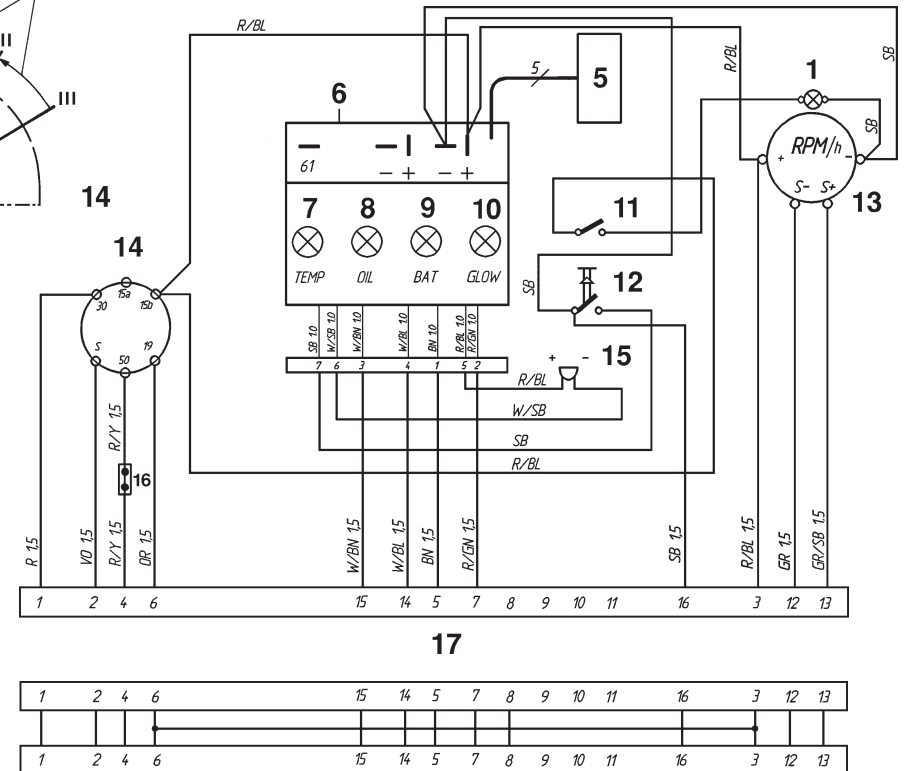 II
III
R/BL
5
5
6
1
R/BL
SB
SB
61
− + − +
RPM/h
+ −
S− S+
13
14
14
7 8 9 10
TEMP OIL BAT GLOW
11
12
SB
30 15a 15b
S 50 19
SB 1.0
W/SB 1.0
W/BN 1.0
W/BL 1.0
BN 1.0
R/BL 1.0
R/GN 1.0
7 6 3 4 1 5 2
+ −
15
R/BL
W/SB
SB
R/BL
R/Y 1,5
16
R 1,5
VO 1,5
R/Y 1,5
OR 1,5
W/BN 1,5
W/BL 1,5
BN 1,5
R/GN 1,5
SB 1,5
R/BL 1,5
GR 1,5
GR/SB 1,5
1 2 4 6 15 14 5 7 8 9 10 11 16 3 12 13
17
1 2 4 6 15 14 5 7 8 9 10 11 16 3 12 13
1 2 4 6 15 14 5 7 8 9 10 11 16 3 12 13